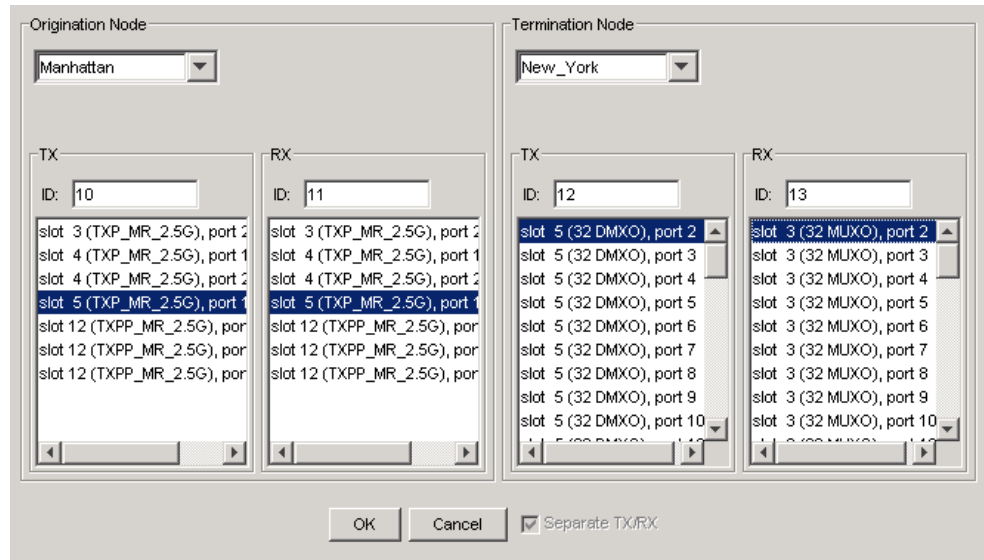 Origination Node
Manhattan
TX
ID: 10
slot 3 (TXP_MR_2.5G), port 2
slot 4 (TXP_MR_2.5G), port 1
slot 4 (TXP_MR_2.5G), port 2
slot 5 (TXP_MR_2.5G), port 1
slot 12 (TXPP_MR_2.5G), por
slot 12 (TXPP_MR_2.5G), por
slot 12 (TXPP_MR_2.5G), por
RX
ID: 11
slot 3 (TXP_MR_2.5G), port 2
slot 4 (TXP_MR_2.5G), port 1
slot 4 (TXP_MR_2.5G), port 2
slot 5 (TXP_MR_2.5G), port 1
slot 12 (TXPP_MR_2.5G), por
slot 12 (TXPP_MR_2.5G), por
slot 12 (TXPP_MR_2.5G), por
Termination Node
New_York
TX
ID: 12
slot 5 (32 DMXO), port 2
slot 5 (32 DMXO), port 3
slot 5 (32 DMXO), port 4
slot 5 (32 DMXO), port 5
slot 5 (32 DMXO), port 6
slot 5 (32 DMXO), port 7
slot 5 (32 DMXO), port 8
slot 5 (32 DMXO), port 9
slot 5 (32 DMXO), port 10
RX
ID: 13
slot 3 (32 MUXO), port 2
slot 3 (32 MUXO), port 3
slot 3 (32 MUXO), port 4
slot 3 (32 MUXO), port 5
slot 3 (32 MUXO), port 6
slot 3 (32 MUXO), port 7
slot 3 (32 MUXO), port 8
slot 3 (32 MUXO), port 9
slot 3 (32 MUXO), port 10
OK
Cancel
Separate TX/RX